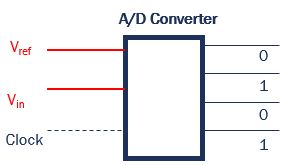 A/D Converter
Vref
0
Vin
1
0
Clock
1